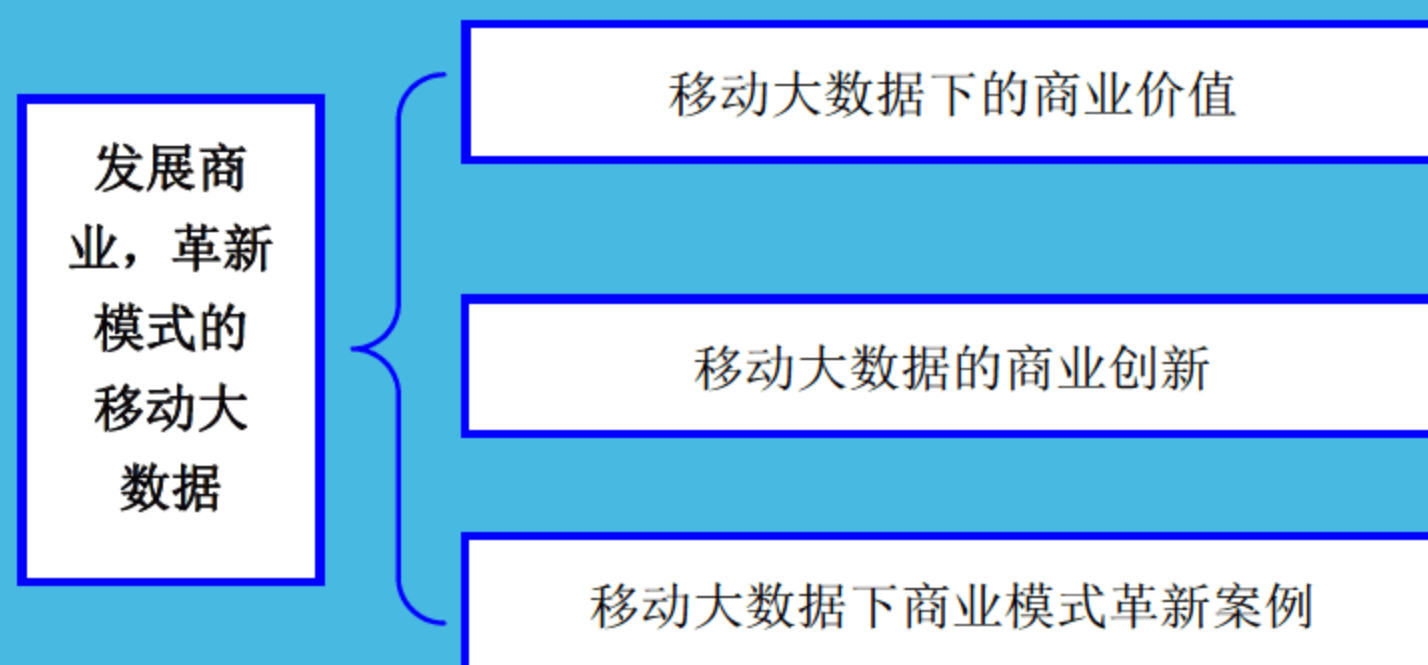 发展商
业，革新
模式的
移动大
数据
移动大数据下的商业价值
移动大数据的商业创新
移动大数据下商业模式革新案例